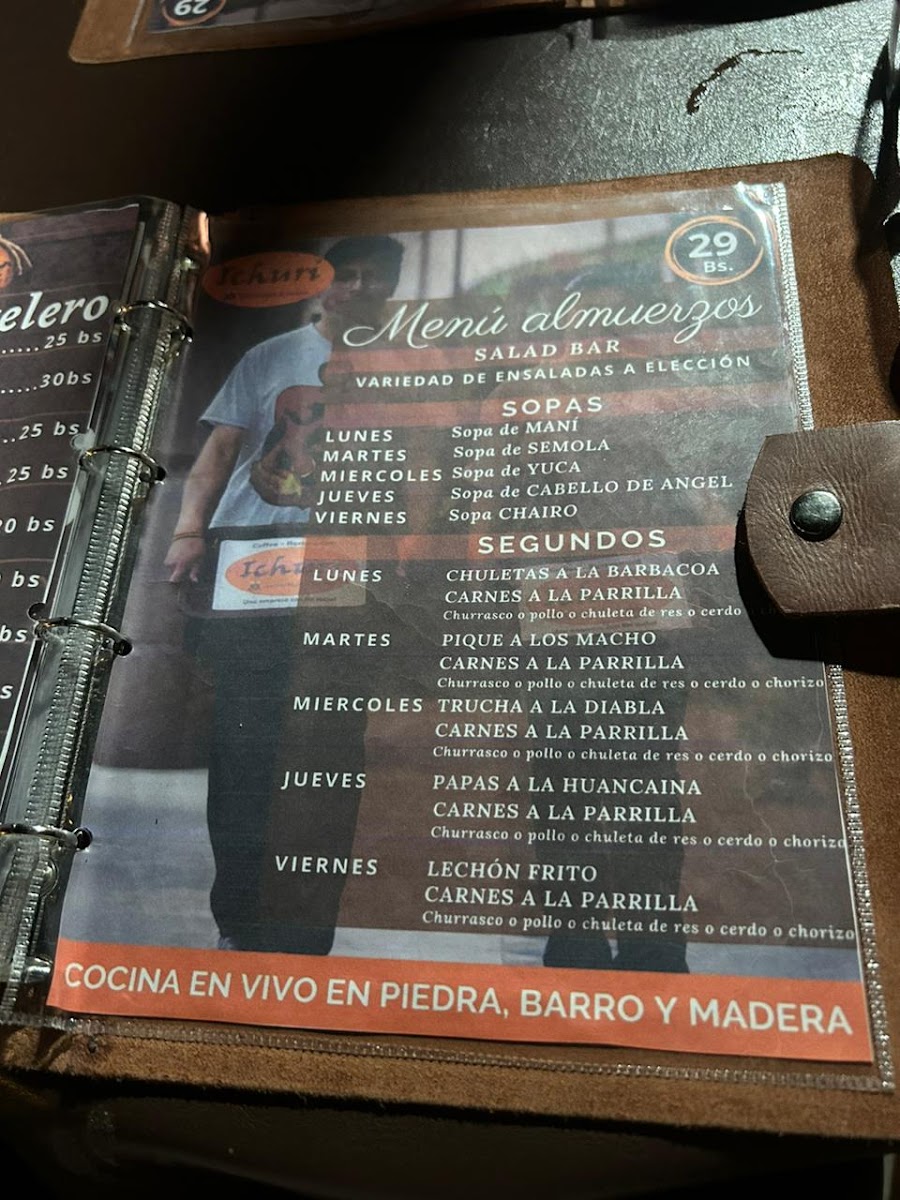 29
elero
.....25 bs
....30bs
..25 bs
.25 bs
bs
bs
bs
Ichuri
29
Bs.
Menú almuerzos
SALAD BAR
VARIEDAD DE ENSALADAS A ELECCIÓN
SOPAS
LUNES Sopa de MANÍ
MARTES Sopa de SEMOLA
MIERCOLES Sopa de YUCA
JUEVES Sopa de CABELLO DE ANGEL
VIERNES Sopa CHAIRO
SEGUNDOS
Ichu
LUNES CHULETAS A LA BARBACOA
CARNES A LA PARRILLA
Churrasco o pollo o chuleta de res o cerdo o
MARTES PIQUE A LOS MACHO
CARNES A LA PARRILLA
Churrasco o pollo o chuleta de res o cerdo o chorizo
MIERCOLES TRUCHA A LA DIABLA
CARNES A LA PARRILLA
Churrasco o pollo o chuleta de res o cerdo o chorizo
JUEVES PAPAS A LA HUANCAINA
CARNES A LA PARRILLA
Churrasco o pollo o chuleta de res o cerdo o chorizo
VIERNES LECHÓN FRITO
CARNES A LA PARRILLA
Churrasco o pollo o chuleta de res o cerdo o chorizo
COCINA EN VIVO EN PIEDRA, BARRO Y MADERA